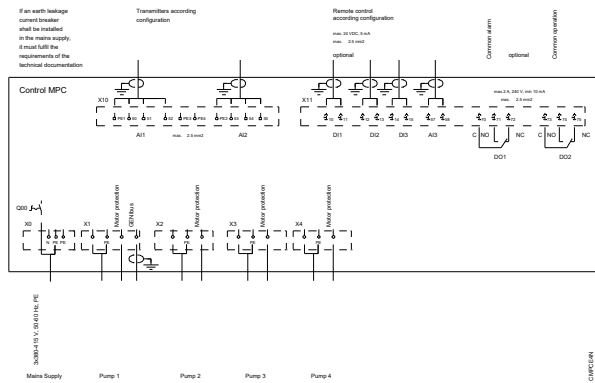 If an earth leakage
current breaker
shall be installed
in the mains supply,
it must fulfil the
requirements of the
technical documentation
Transmitters according
configuration
Remote control
according configuration
max. 24 VDC, 5 mA
max. 2.5 mm2
optional
Common alarm
optional
Common operation
Control MPC
max.2 A, 240 V, min 10 mA
max. 2.5 mm2
X10
X11
AI1
max. 2.5 mm2
AI2
DI1
DI2
DI3
AI3
C NO NC
C NO NC
DO1
DO2
Q00
Motor protection
GENIbus
Motor protection
Motor protection
Motor protection
X0
X1
X2
X3
X4
N PE PE
PE
PE
PE
PE
3x380-415 V, 50-60 Hz, PE
Mains Supply
Pump 1
Pump 2
Pump 3
Pump 4